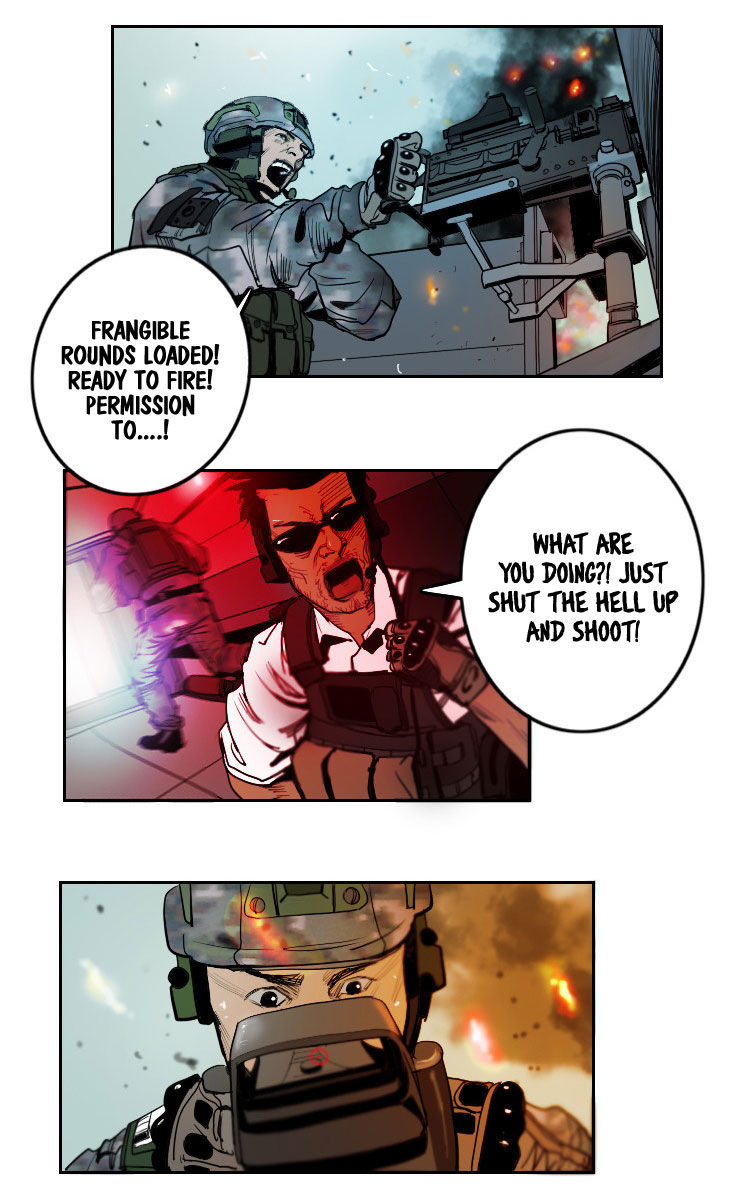 FRANGIBLE
ROUNDS LOADED!
READY TO FIRE!
PERMISSION
TO....!
WHAT ARE
YOU DOING?! JUST
SHUT THE HELL UP
AND SHOOT!